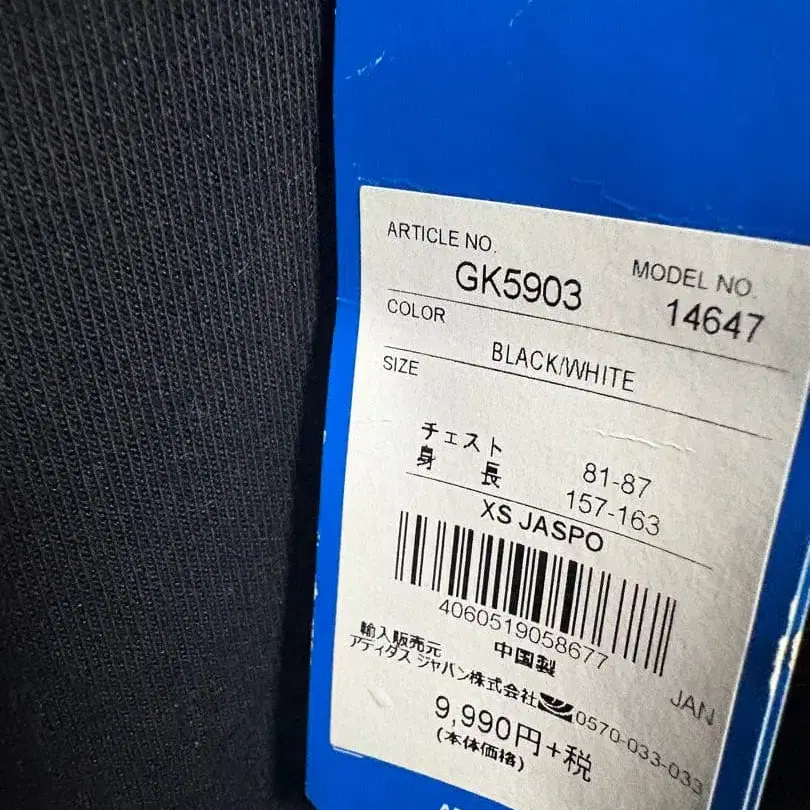 ARTICLE NO.
GK5903
MODEL NO.
14647
COLOR
BLACK/WHITE
SIZE
チェスト 81-87
身 長 157-163
XS JASPO
4060519058677
JAN
輸入販売元
中国製
アディダス ジャパン株式会社 0570-033-033
9,990円+税
(本体価格)